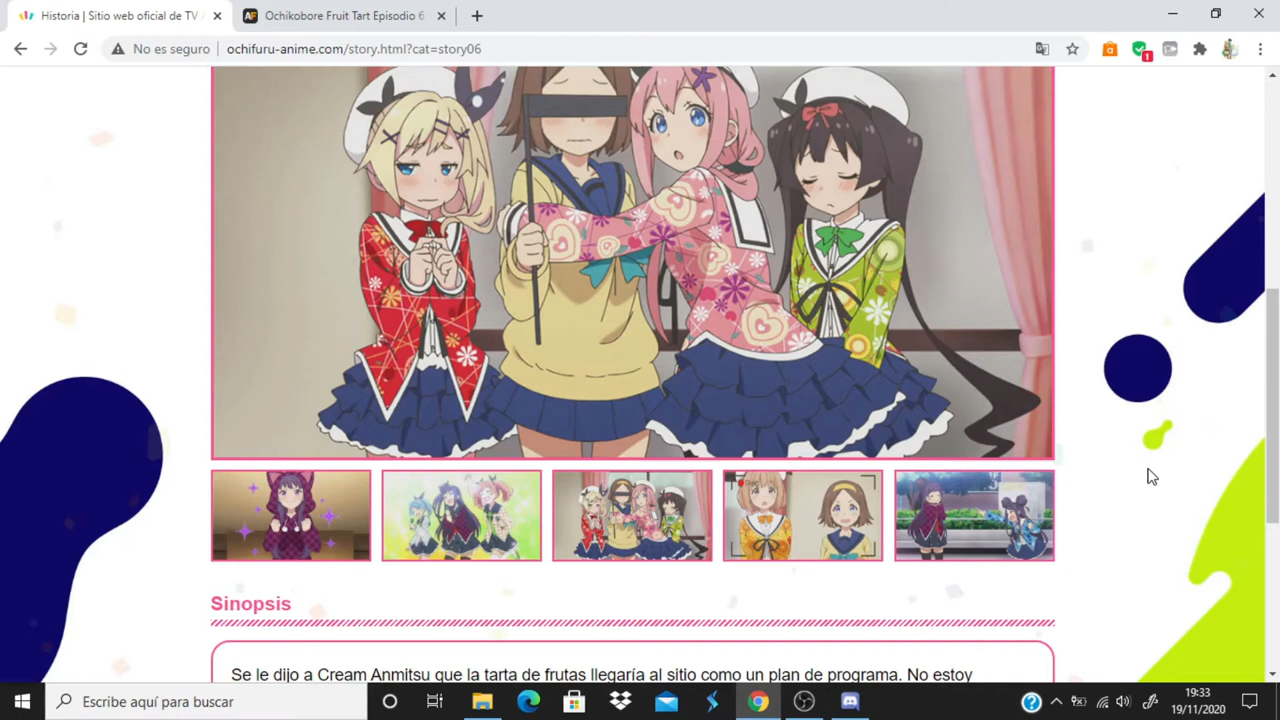 Historia | Sitio web oficial de TV A
Ochikobore Fruit Tart Episodio 6
No es seguro
ochifuru-anime.com/story.html?cat=story06
1
Rec
Sinopsis
Se le dijo a Cream Anmitsu que la tarta de frutas llegaría al sitio como un plan de programa. No estoy
Escribe aquí para buscar
19:33
19/11/2020